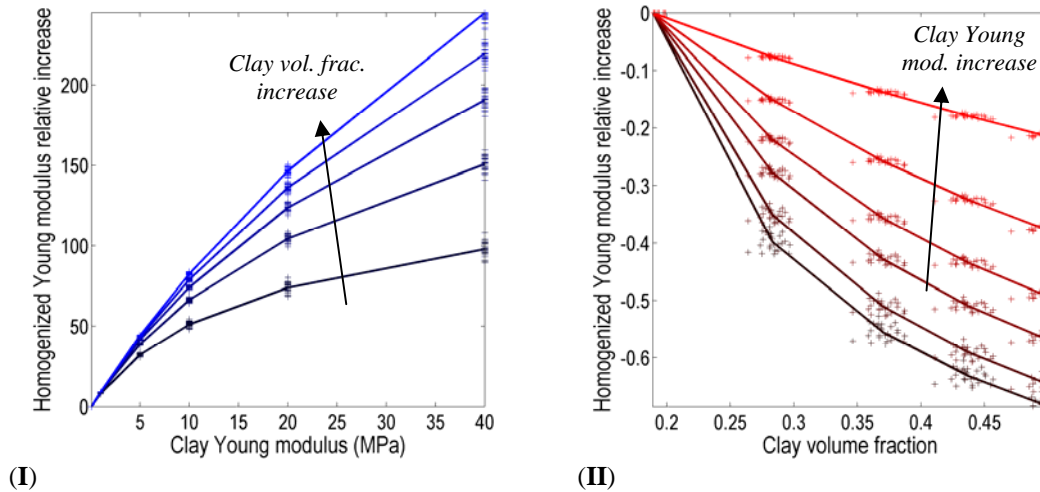 Homogenized Young modulus relative increase
200
150
100
50
0
Clay vol. frac.
increase
5 10 15 20 25 30 35 40
Clay Young modulus (MPa)
(I)
Homogenized Young modulus relative increase
0
-0.1
-0.2
-0.3
-0.4
-0.5
-0.6
Clay Young
mod. increase
0.2 0.25 0.3 0.35 0.4 0.45
Clay volume fraction
(II)